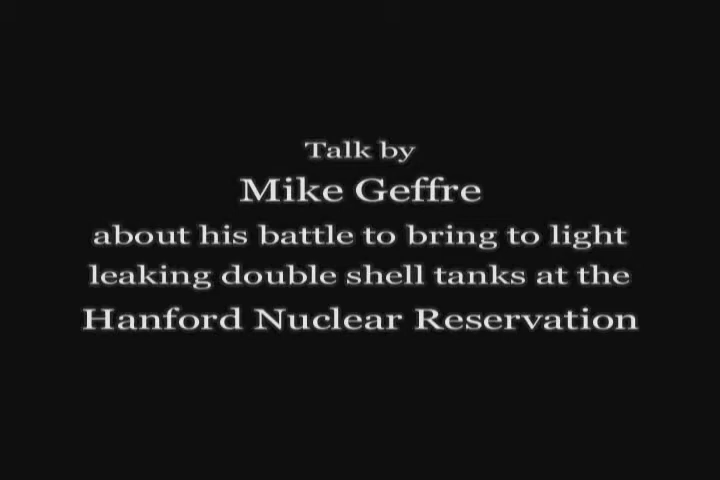 Talk by
Mike Geffre
about his battle to bring to light
leaking double shell tanks at the
Hanford Nuclear Reservation